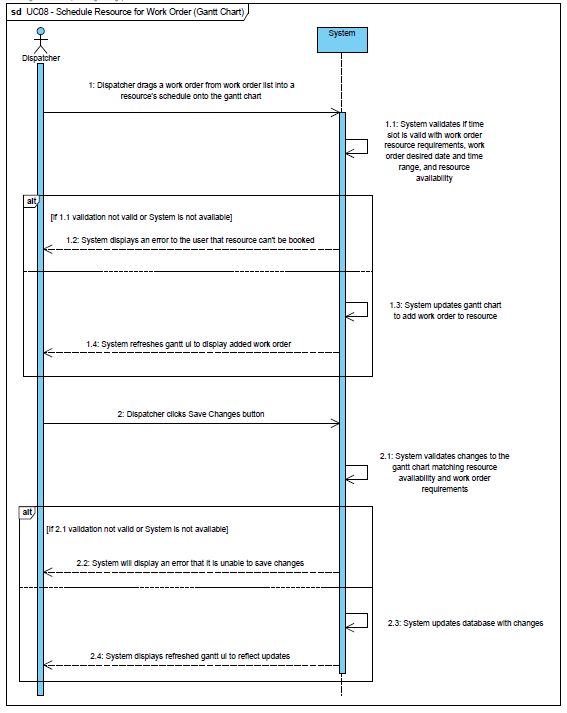 sd UC08 - Schedule Resource for Work Order (Gantt Chart)
System
Dispatcher
1: Dispatcher drags a work order from work order list into a
resource's schedule onto the gantt chart
1.1: System validates if time
slot is valid with work order
resource requirements, work
order desired date and time
range, and resource
availability
alt
[if 1.1 validation not valid or System is not available]
1.2: System displays an error to the user that resource can't be booked
1.3: System updates gantt chart
to add work order to resource
1.4: System refreshes gantt ui to display added work order
2: Dispatcher clicks Save Changes button
2.1: System validates changes to the
gantt chart matching resource
availability and work order
requirements
alt
[if 2.1 validation not valid or System is not available]
2.2: System will display an error that it is unable to save changes
2.3: System updates database with changes
2.4: System displays refreshed gantt ui to reflect updates